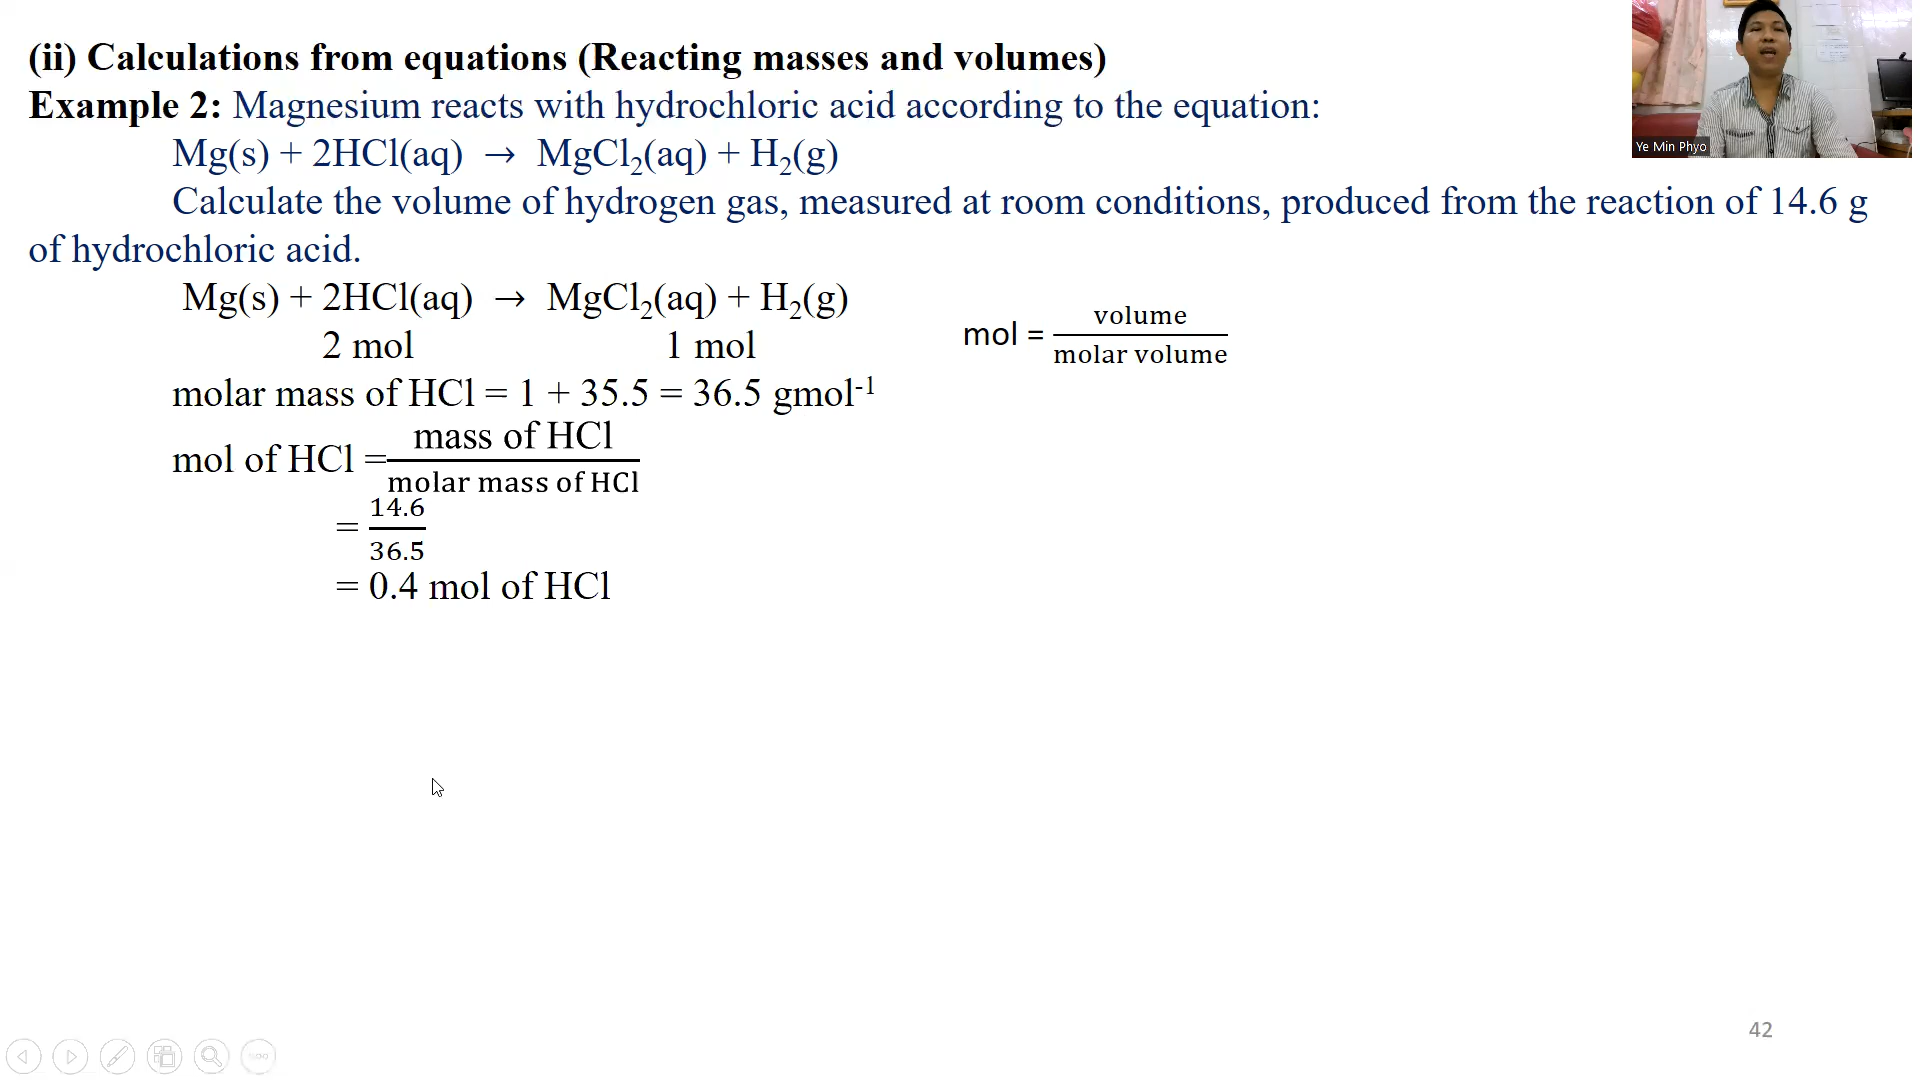 (ii) Calculations from equations (Reacting masses and volumes)
Example 2: Magnesium reacts with hydrochloric acid according to the equation:
Mg(s) + 2HCl(aq) → MgCl₂(aq) + H₂(g)
Calculate the volume of hydrogen gas, measured at room conditions, produced from the reaction of 14.6 g
of hydrochloric acid.
Mg(s) + 2HCl(aq) → MgCl₂(aq) + H₂(g)
2 mol 1 mol
mol = volume / molar volume
molar mass of HCl = 1 + 35.5 = 36.5 gmol⁻¹
mol of HCl = mass of HCl / molar mass of HCl
= 14.6 / 36.5
= 0.4 mol of HCl
Ye Min Phyo
42